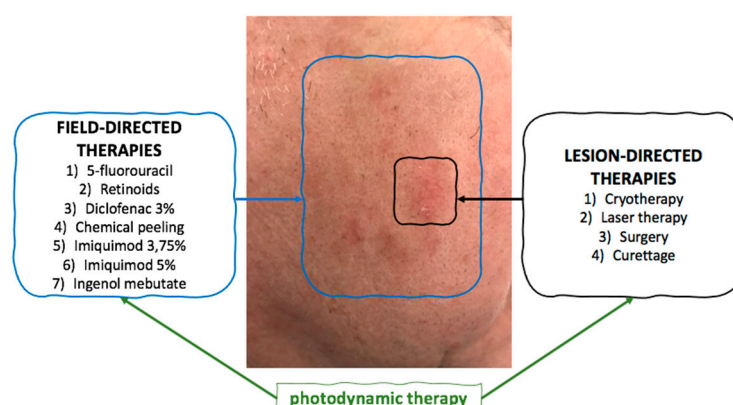 FIELD-DIRECTED
THERAPIES
1) 5-fluorouracil
2) Retinoids
3) Diclofenac 3%
4) Chemical peeling
5) Imiquimod 3,75%
6) Imiquimod 5%
7) Ingenol mebutate
LESION-DIRECTED
THERAPIES
1) Cryotherapy
2) Laser therapy
3) Surgery
4) Curettage
photodynamic therapy